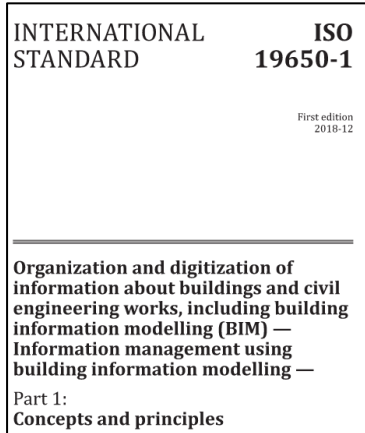 INTERNATIONAL STANDARD
ISO 19650-1
First edition
2018-12
Organization and digitization of
information about buildings and civil
engineering works, including building
information modelling (BIM) —
Information management using
building information modelling —
Part 1:
Concepts and principles